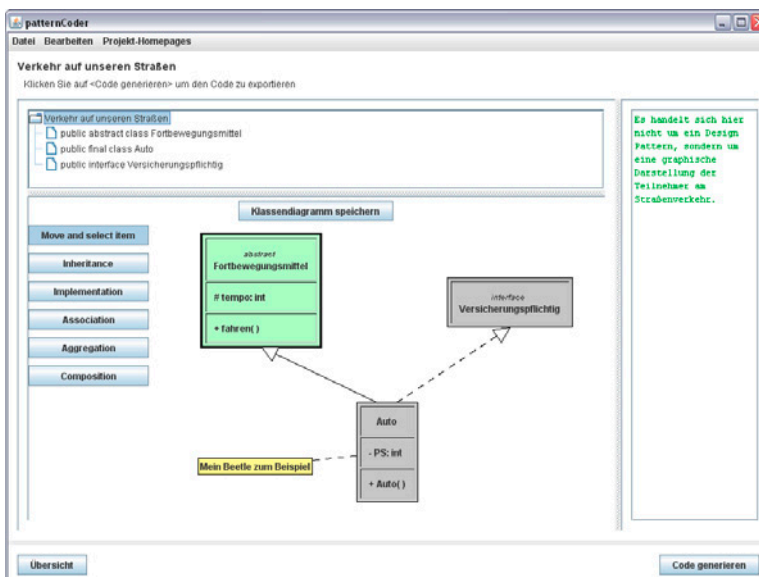 patternCoder
Datei Bearbeiten Projekt-Homepages
Verkehr auf unseren Straßen
Klicken Sie auf <Code generieren> um den Code zu exportieren
Verkehr auf unseren Straßen
public abstract class Fortbewegungsmittel
public final class Auto
public interface Versicherungspflichtig
Es handelt sich hier
nicht um ein Design
Pattern, sondern um
eine graphische
Darstellung der
Teilnehmer am
Straßenverkehr.
Klassendiagramm speichern
Move and select item
Inheritance
Implementation
Association
Aggregation
Composition
abstract
Fortbewegungsmittel
# tempo: int
+ fahren( )
interface
Versicherungspflichtig
Auto
- PS: int
+ Auto( )
Mein Beetle zum Beispiel
Übersicht
Code generieren